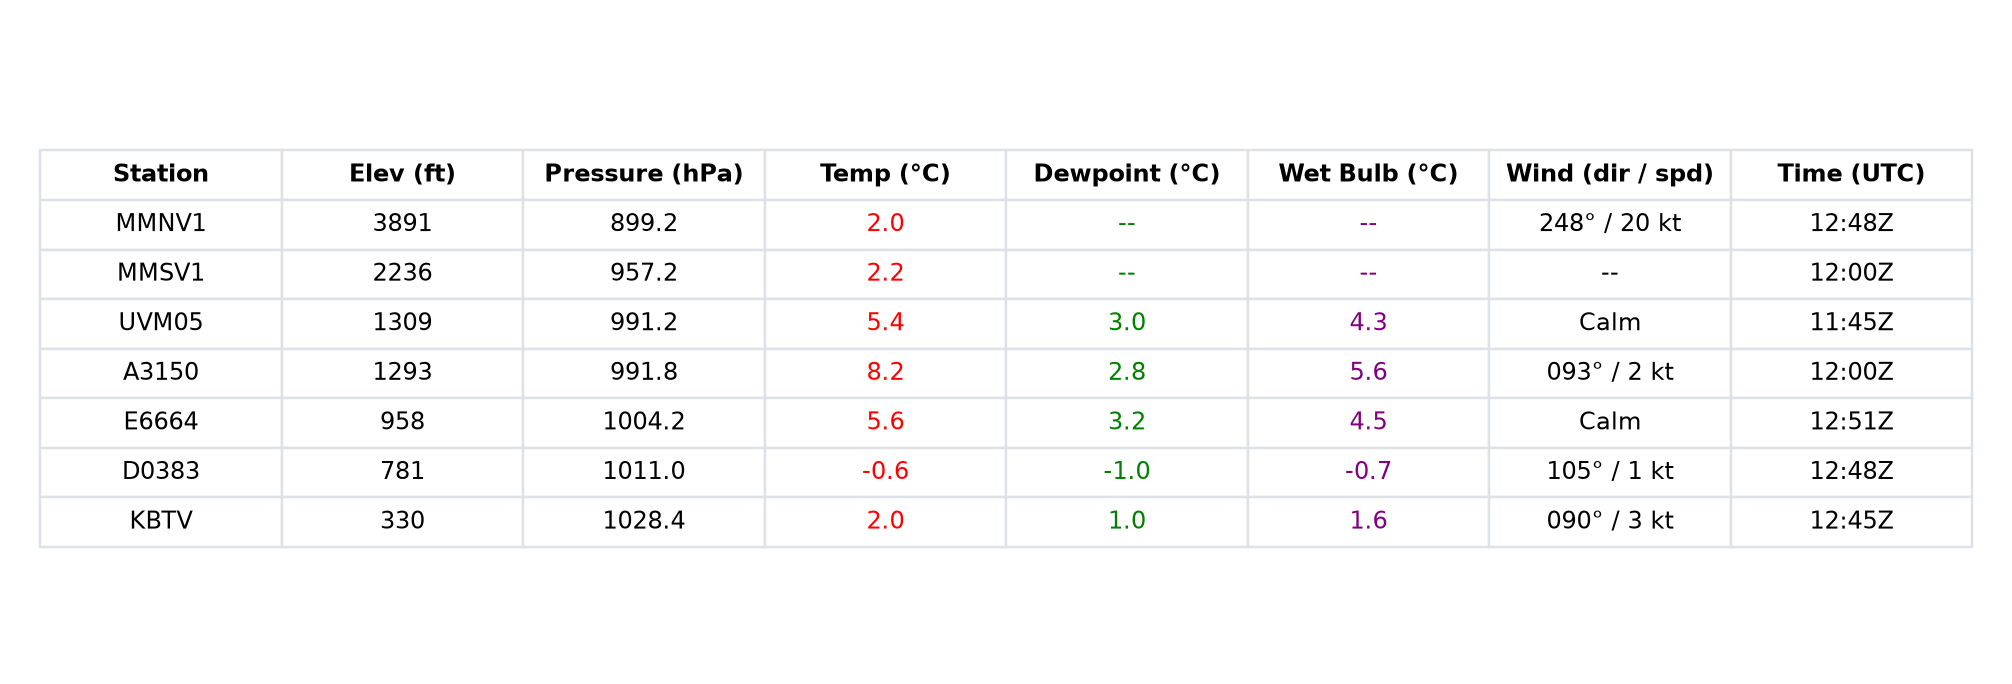 Station Elev (ft) Pressure (hPa) Temp (°C) Dewpoint (°C) Wet Bulb (°C) Wind (dir / spd) Time (UTC)
MMNV1 3891 899.2 2.0 -- -- 248° / 20 kt 12:48Z
MMSV1 2236 957.2 2.2 -- -- -- 12:00Z
UVM05 1309 991.2 5.4 3.0 4.3 Calm 11:45Z
A3150 1293 991.8 8.2 2.8 5.6 093° / 2 kt 12:00Z
E6664 958 1004.2 5.6 3.2 4.5 Calm 12:51Z
D0383 781 1011.0 -0.6 -1.0 -0.7 105° / 1 kt 12:48Z
KBTV 330 1028.4 2.0 1.0 1.6 090° / 3 kt 12:45Z